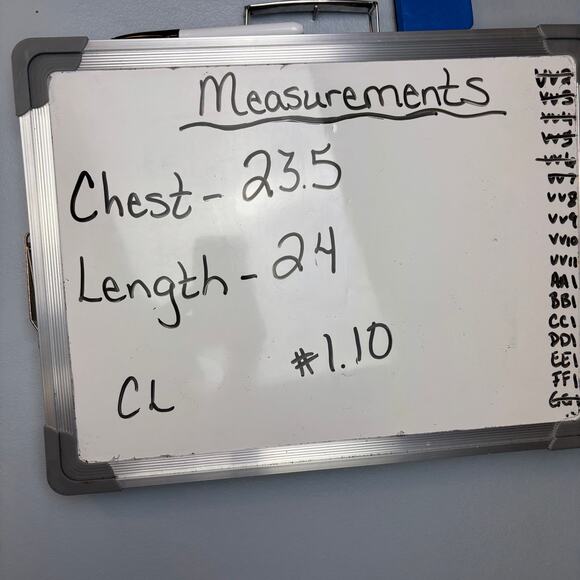 Measurements
Chest - 23.5
Length - 24
#1.10
CL
VV8
VV9
VV10
VV11
AA1
BB1
CC1
DD1
EE1
FF1